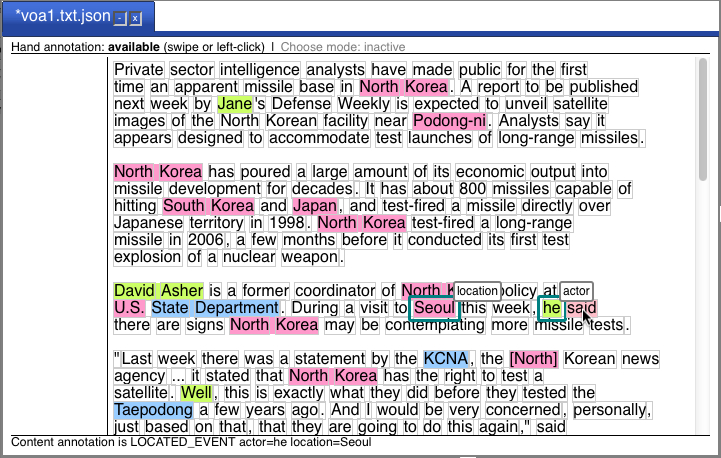 *voa1.txt.json - x
Hand annotation: available (swipe or left-click) | Choose mode: inactive
Private sector intelligence analysts have made public for the first
time an apparent missile base in North Korea. A report to be published
next week by Jane's Defense Weekly is expected to unveil satellite
images of the North Korean facility near Podong-ni. Analysts say it
appears designed to accommodate test launches of long-range missiles.
North Korea has poured a large amount of its economic output into
missile development for decades. It has about 800 missiles capable of
hitting South Korea and Japan, and test-fired a missile directly over
Japanese territory in 1998. North Korea test-fired a long-range
missile in 2006, a few months before it conducted its first test
explosion of a nuclear weapon.
location actor
David Asher is a former coordinator of North K policy at
U.S. State Department. During a visit to Seoul this week, he said
there are signs North Korea may be contemplating more missile tests.
"Last week there was a statement by the KCNA, the [North] Korean news
agency ... it stated that North Korea has the right to test a
satellite. Well, this is exactly what they did before they tested the
Taepodong a few years ago. And I would be very concerned, personally,
just based on that, that they are going to do this again," said
Content annotation is LOCATED_EVENT actor=he location=Seoul